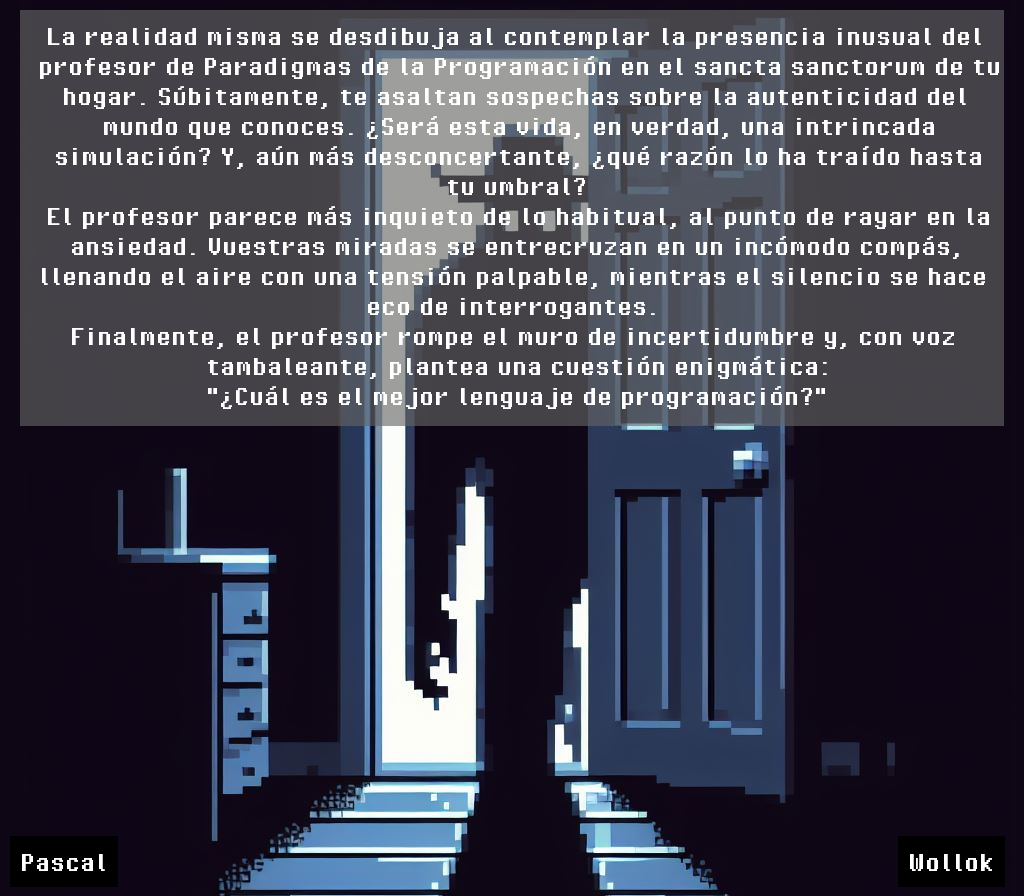 La realidad misma se desdibuja al contemplar la presencia inusual del
profesor de Paradigmas de la Programación en el sancta sanctorum de tu
hogar. Súbitamente, te asaltan sospechas sobre la autenticidad del
mundo que conoces. ¿Será esta vida, en verdad, una intrincada
simulación? Y, aún más desconcertante, ¿qué razón lo ha traído hasta
tu umbral?
El profesor parece más inquieto de lo habitual, al punto de rayar en la
ansiedad. Vuestras miradas se entrecruzan en un incómodo compás,
llenando el aire con una tensión palpable, mientras el silencio se hace
eco de interrogantes.
Finalmente, el profesor rompe el muro de incertidumbre y, con voz
tambaleante, plantea una cuestión enigmática:
"¿Cuál es el mejor lenguaje de programación?"
Pascal
Wollok